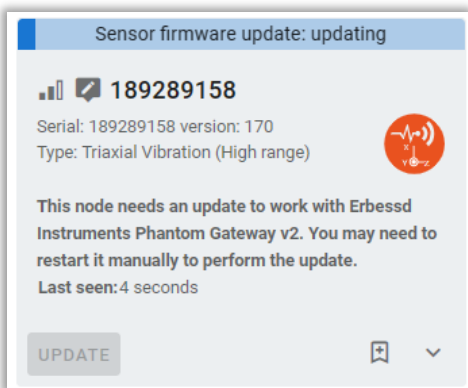 Sensor firmware update: updating
189289158
Serial: 189289158 version: 170
Type: Triaxial Vibration (High range)
X
Y Z
This node needs an update to work with Erbessd
Instruments Phantom Gateway v2. You may need to
restart it manually to perform the update.
Last seen: 4 seconds
UPDATE